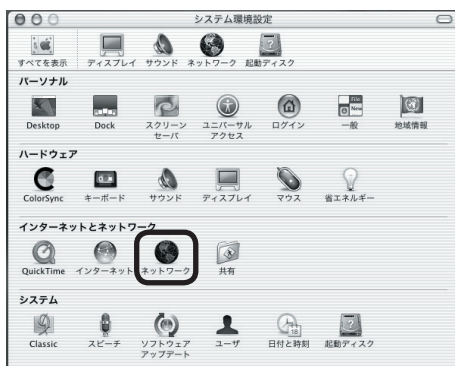 システム環境設定
すべてを表示 ディスプレイ サウンド ネットワーク 起動ディスク
パーソナル
Desktop Dock スクリーン セーバ ユニバーサル アクセス ログイン 一般 地域情報
ハードウェア
ColorSync キーボード サウンド ディスプレイ マウス 省エネルギー
インターネットとネットワーク
QuickTime インターネット ネットワーク 共有
システム
Classic スピーチ ソフトウェア アップデート ユーザ 日付と時刻 起動ディスク